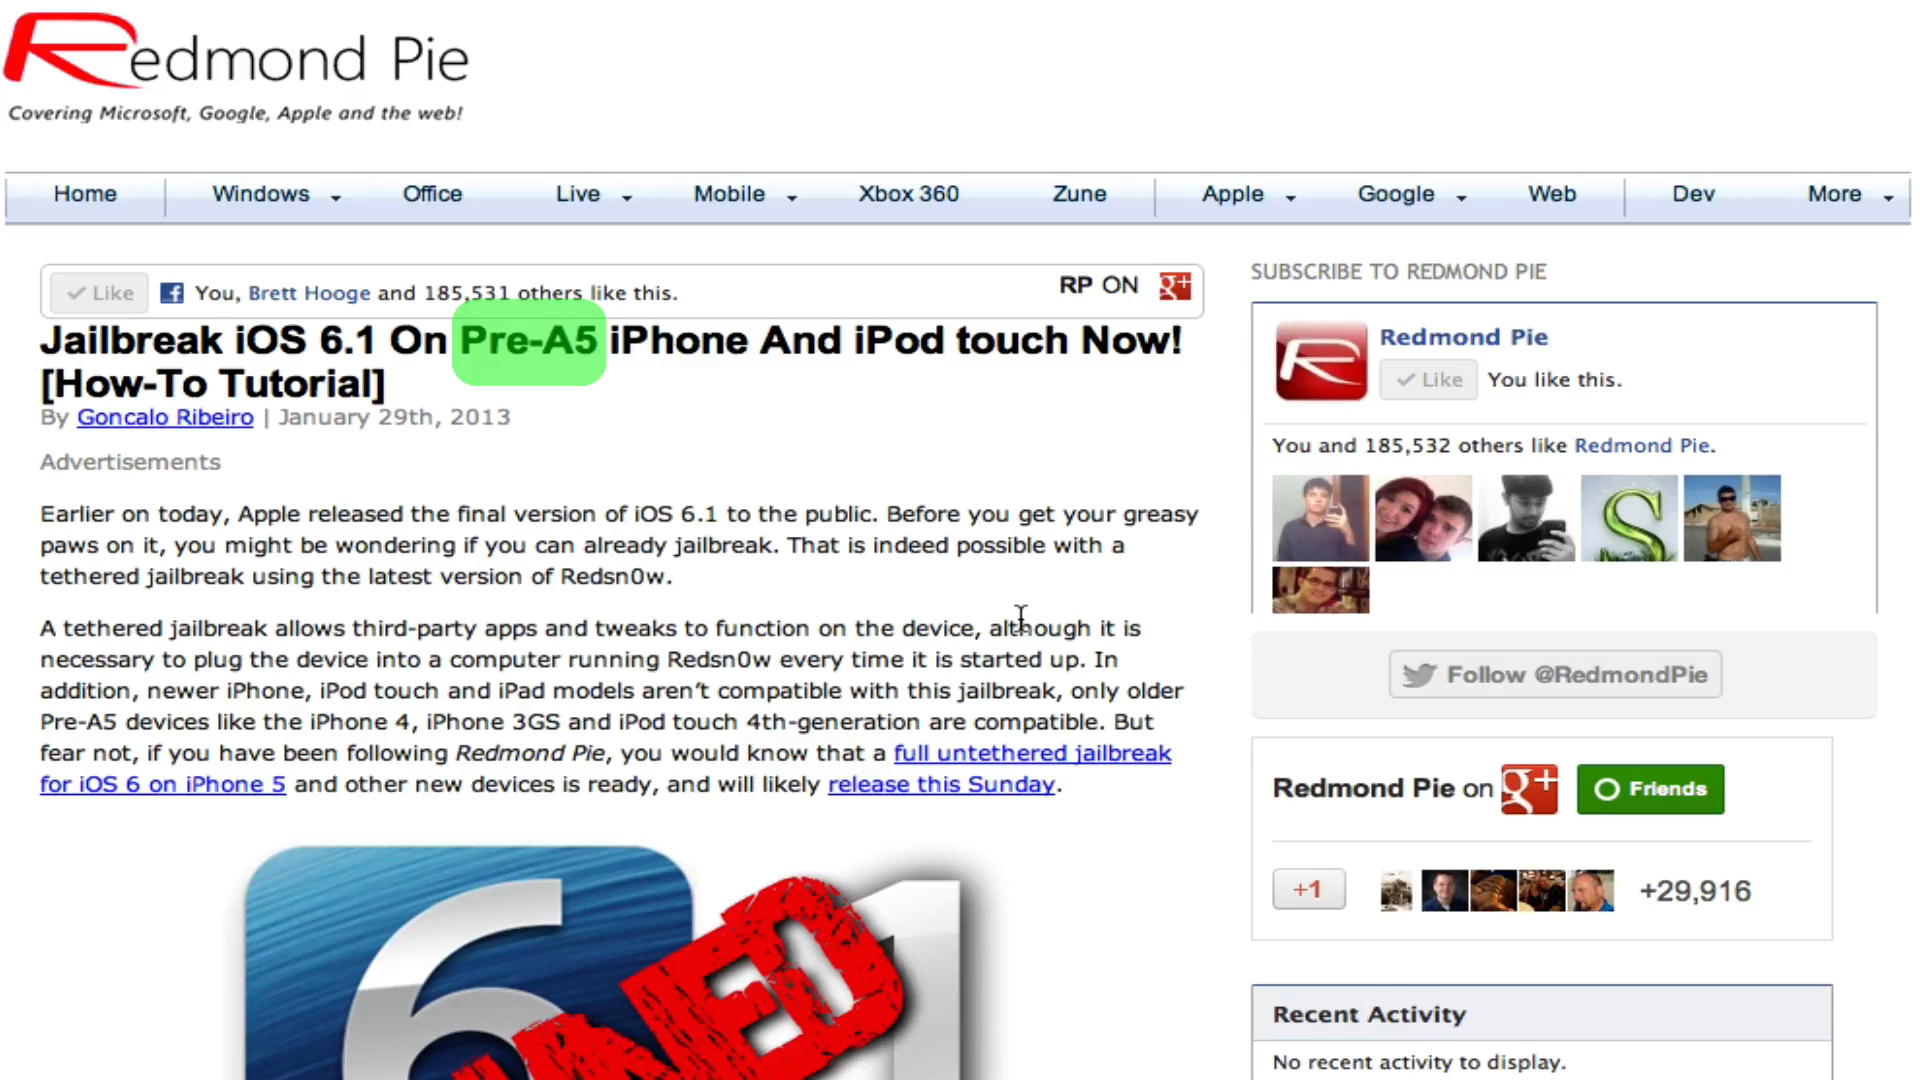 Redmond Pie
Covering Microsoft, Google, Apple and the web!
Home Windows Office Live Mobile Xbox 360 Zune Apple Google Web Dev More
Like You, Brett Hooge and 185,531 others like this. RP ON g+
Jailbreak iOS 6.1 On Pre-A5 iPhone And iPod touch Now!
[How-To Tutorial]
By Goncalo Ribeiro | January 29th, 2013
Advertisements
Earlier on today, Apple released the final version of iOS 6.1 to the public. Before you get your greasy
paws on it, you might be wondering if you can already jailbreak. That is indeed possible with a
tethered jailbreak using the latest version of Redsn0w.
A tethered jailbreak allows third-party apps and tweaks to function on the device, although it is
necessary to plug the device into a computer running Redsn0w every time it is started up. In
addition, newer iPhone, iPod touch and iPad models aren't compatible with this jailbreak, only older
Pre-A5 devices like the iPhone 4, iPhone 3GS and iPod touch 4th-generation are compatible. But
fear not, if you have been following Redmond Pie, you would know that a full untethered jailbreak
for iOS 6 on iPhone 5 and other new devices is ready, and will likely release this Sunday.
6 1
SUBSCRIBE TO REDMOND PIE
Redmond Pie
Like You like this.
You and 185,532 others like Redmond Pie.
S
Follow @RedmondPie
Redmond Pie on g+ Friends
+1 +29,916
Recent Activity
No recent activity to display.